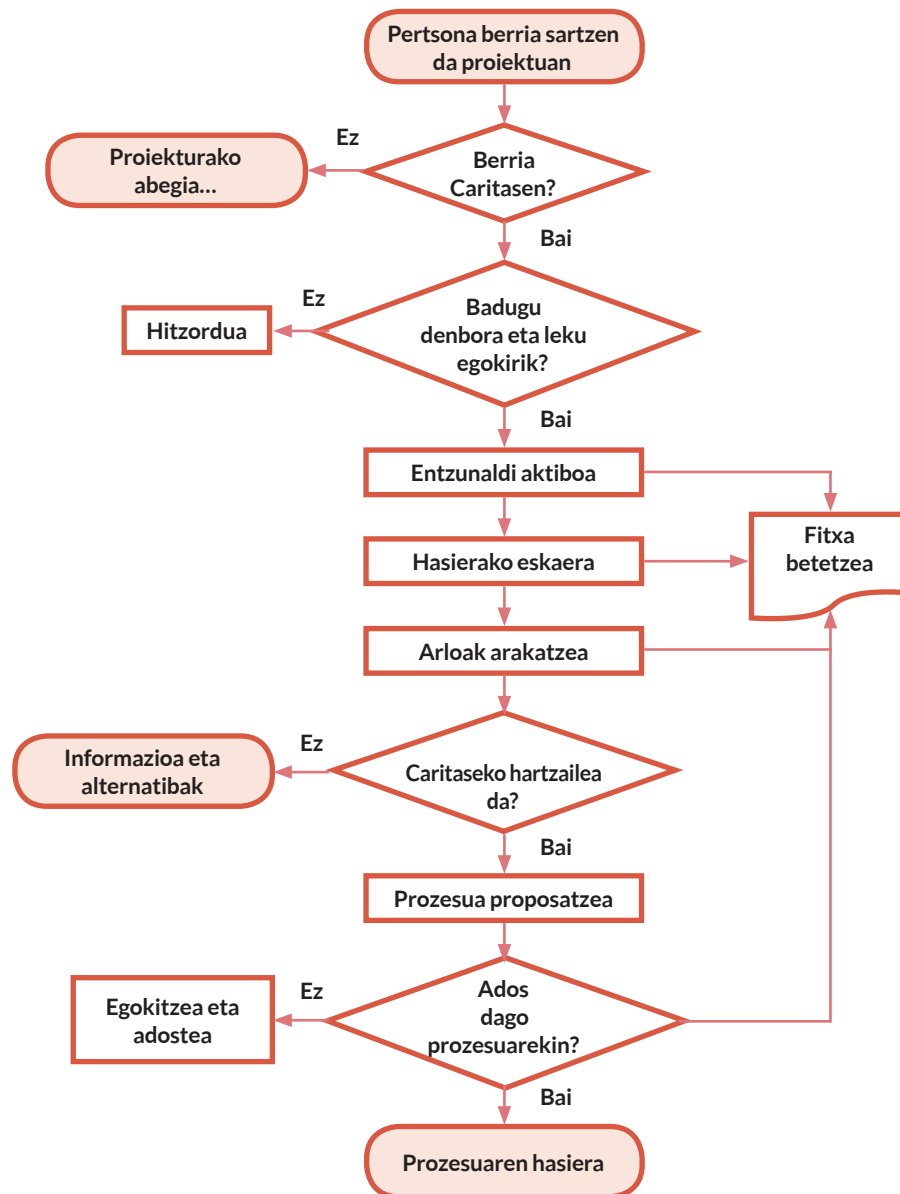 Pertsona berria sartzen
da proiektuan
Ez
Proiekturako
abegia…
Berria
Caritasen?
Bai
Ez
Badugu
denbora eta leku
egokirik?
Hitzordua
Bai
Entzunaldi aktiboa
Fitxa
betetzea
Hasierako eskaera
Arloak arakatzea
Ez
Informazioa eta
alternatibak
Caritaseko hartzailea
da?
Bai
Prozesua proposatzea
Ez
Egokitzea eta
adostea
Ados
dago
prozesuarekin?
Bai
Prozesuaren hasiera